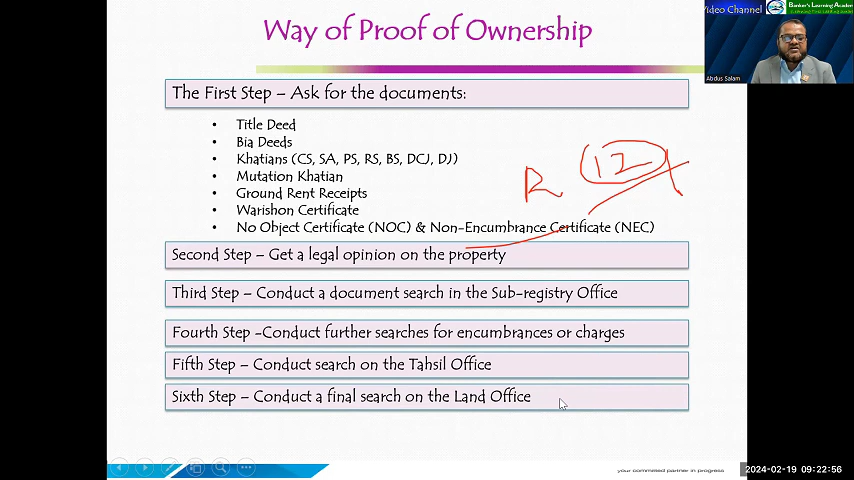 Way of Proof of Ownership
Video Channel
Banker's Learning Academ
Abdus Salam
The First Step – Ask for the documents:
• Title Deed
• Bia Deeds
• Khatians (CS, SA, PS, RS, BS, DCJ, DJ)
• Mutation Khatian
• Ground Rent Receipts
• Warishon Certificate
• No Object Certificate (NOC) & Non-Encumbrance Certificate (NEC)
R 12
Second Step – Get a legal opinion on the property
Third Step – Conduct a document search in the Sub-registry Office
Fourth Step -Conduct further searches for encumbrances or charges
Fifth Step – Conduct search on the Tahsil Office
Sixth Step – Conduct a final search on the Land Office
your committed partner in progress
2024-02-19 09:22:56